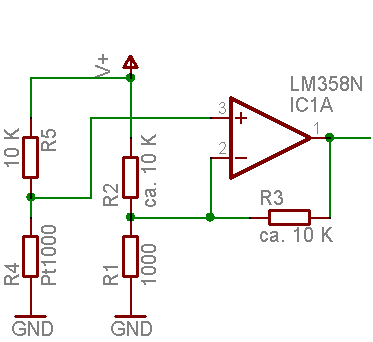 V+
LM358N
IC1A
10 K
R5
3
+
1
2
-
R2
ca. 10 K
R3
ca. 10 K
R4
Pt1000
R1
1000
GND
GND